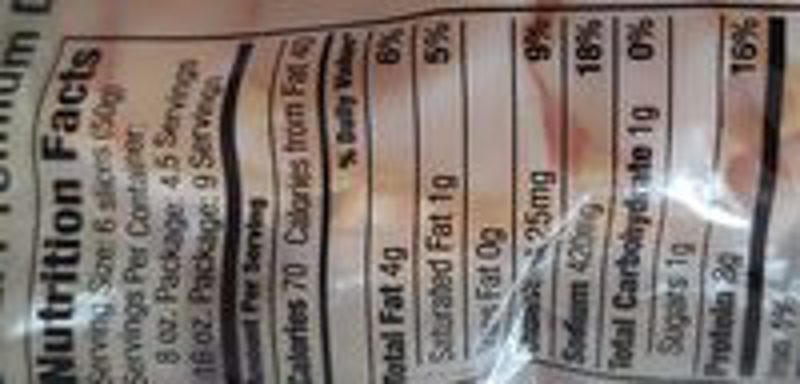 Nutrition Facts
Serving Size: 6 slices (50g)
Servings Per Container:
8 oz. Package: 4.5 Servings
16 oz. Package: 9 Servings
Amount Per Serving
Calories 70 Calories from Fat 40
% Daily Value*
Total Fat 4g 6%
Saturated Fat 1g 5%
Fat 0g
25mg 9%
Sodium 420mg 18%
Total Carbohydrate 1g 0%
Sugars 1g
Protein 16%